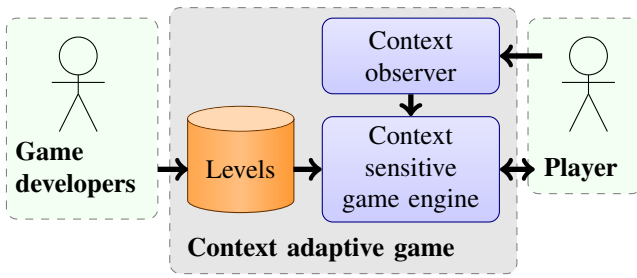 Context
observer
Game
developers
Levels
Context
sensitive
game engine
Player
Context adaptive game